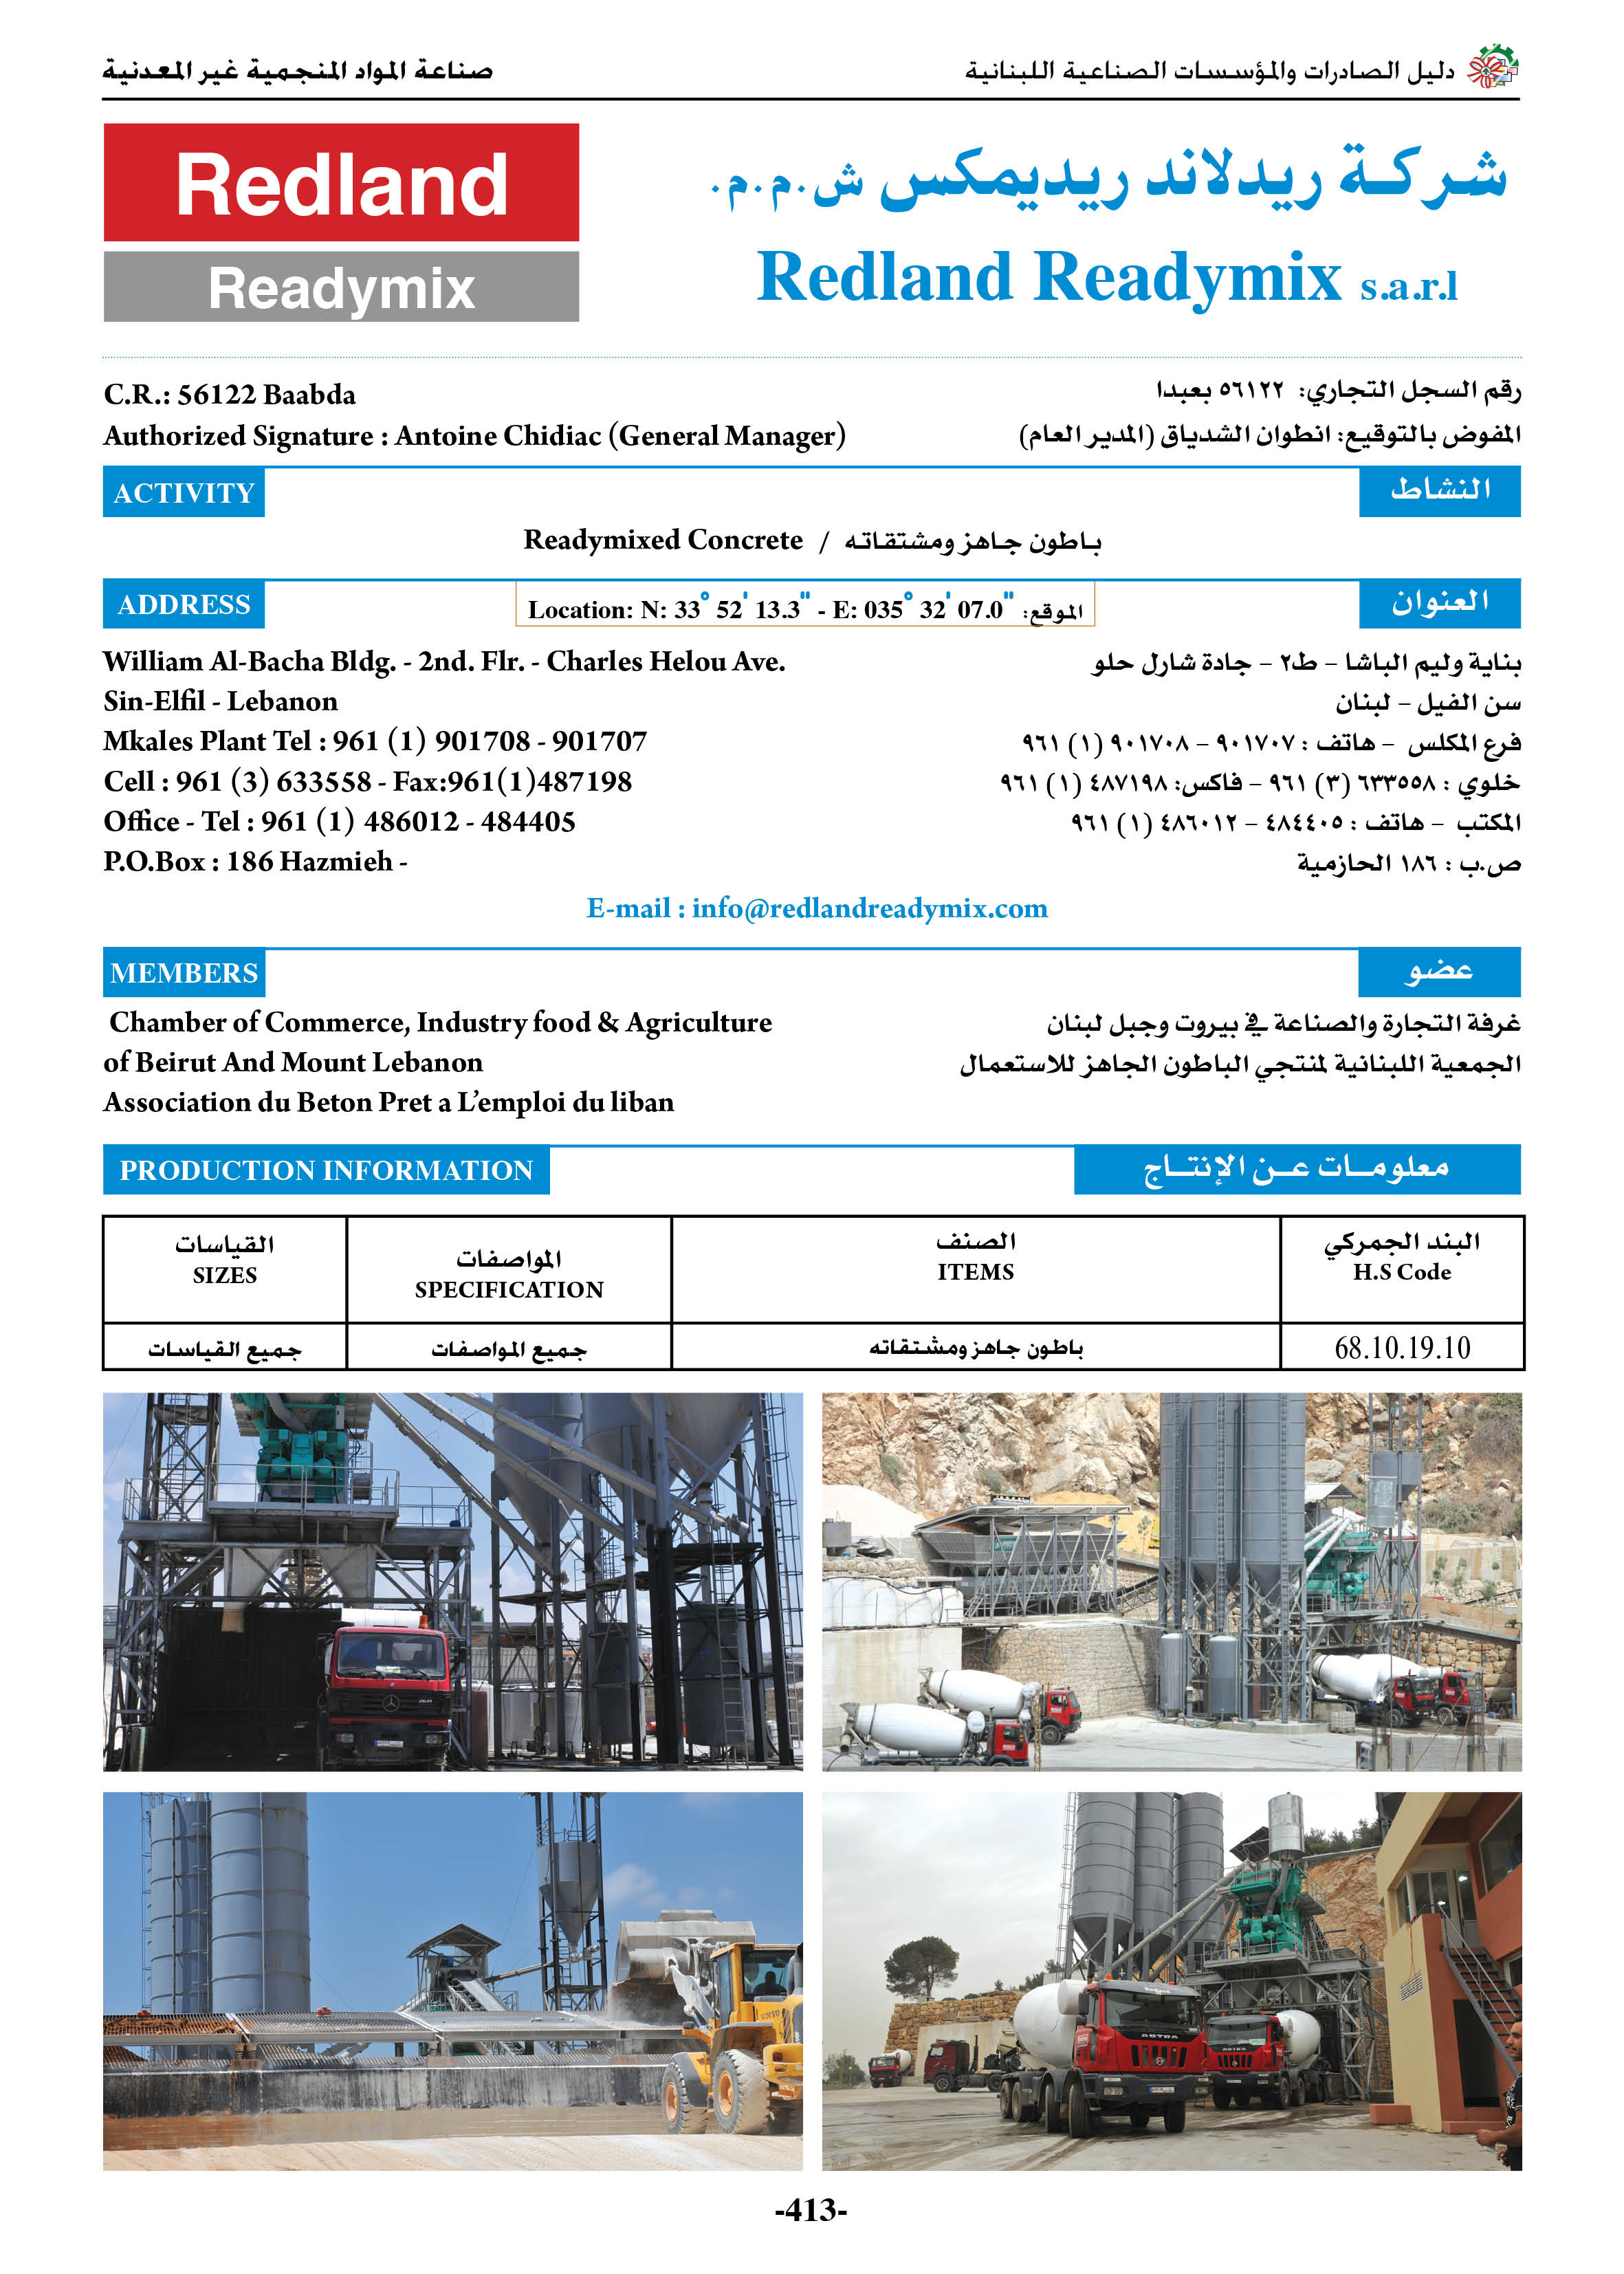 دليل الصادرات والمؤسسات الصناعية اللبنانية
صناعة المواد المنجمية غير المعدنية
Redland
Readymix
شركة ريدلاند ريديمكس ش.م.م.
Redland Readymix s.a.r.l
C.R.: 56122 Baabda
رقم السجل التجاري: ٥٦١٢٢ بعبدا
Authorized Signature : Antoine Chidiac (General Manager)
المفوض بالتوقيع: انطوان الشدياق (المدير العام)
ACTIVITY
النشاط
Readymixed Concrete / باطون جاهز ومشتقاته
ADDRESS
Location: N: 33° 52' 13.3" - E: 035° 32' 07.0" الموقع:
العنوان
William Al-Bacha Bldg. - 2nd. Flr. - Charles Helou Ave.
Sin-Elfil - Lebanon
Mkales Plant Tel : 961 (1) 901708 - 901707
Cell : 961 (3) 633558 - Fax:961(1)487198
Office - Tel : 961 (1) 486012 - 484405
P.O.Box : 186 Hazmieh -
بناية وليم الباشا – ط٢ – جادة شارل حلو
سن الفيل – لبنان
فرع المكلس – هاتف : ٩٠١٧٠٧ – ٩٠١٧٠٨ (١) ٩٦١
خلوي : ٦٣٣٥٥٨ (٣) ٩٦١ – فاكس: ٤٨٧١٩٨ (١) ٩٦١
المكتب – هاتف : ٤٨٤٤٠٥ – ٤٨٦٠١٢ (١) ٩٦١
ص.ب : ١٨٦ الحازمية
E-mail : info@redlandreadymix.com
MEMBERS
عضو
Chamber of Commerce, Industry food & Agriculture
of Beirut And Mount Lebanon
Association du Beton Pret a L’emploi du liban
غرفة التجارة والصناعة في بيروت وجبل لبنان
الجمعية اللبنانية لمنتجي الباطون الجاهز للاستعمال
PRODUCTION INFORMATION
معلومــات عــن الإنتــاج
القياسات
SIZES
المواصفات
SPECIFICATION
الصنف
ITEMS
البند الجمركي
H.S Code
جميع القياسات
جميع المواصفات
باطون جاهز ومشتقاته
68.10.19.10
VOLVO
ASTRA
ASTRA
-413-